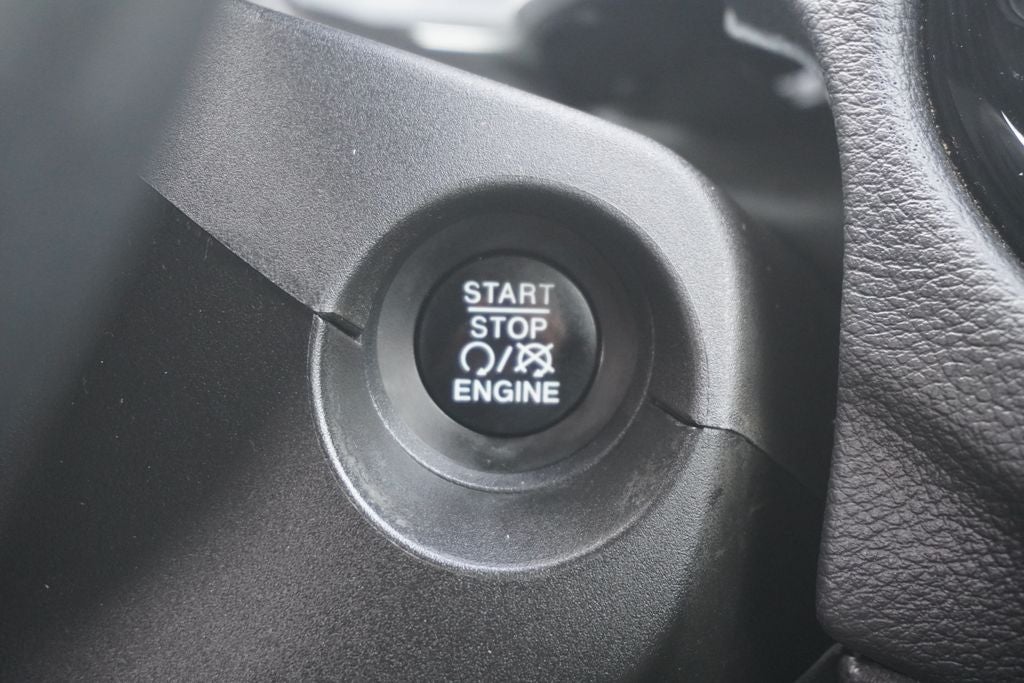 START
STOP
/
ENGINE